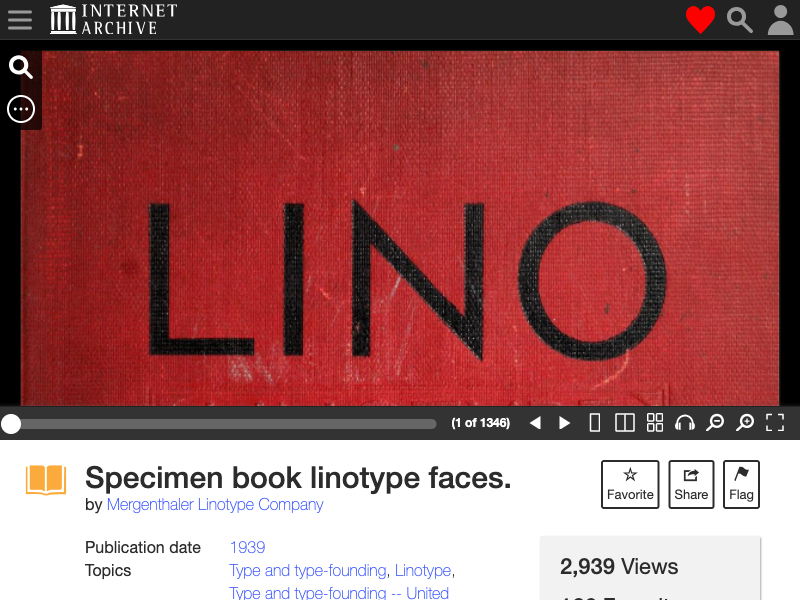 INTERNET
ARCHIVE
LINO
(1 of 1346)
Specimen book linotype faces.
by Mergenthaler Linotype Company
Favorite
Share
Flag
Publication date 1939
Topics Type and type-founding, Linotype,
Type and type-founding -- United
2,939 Views